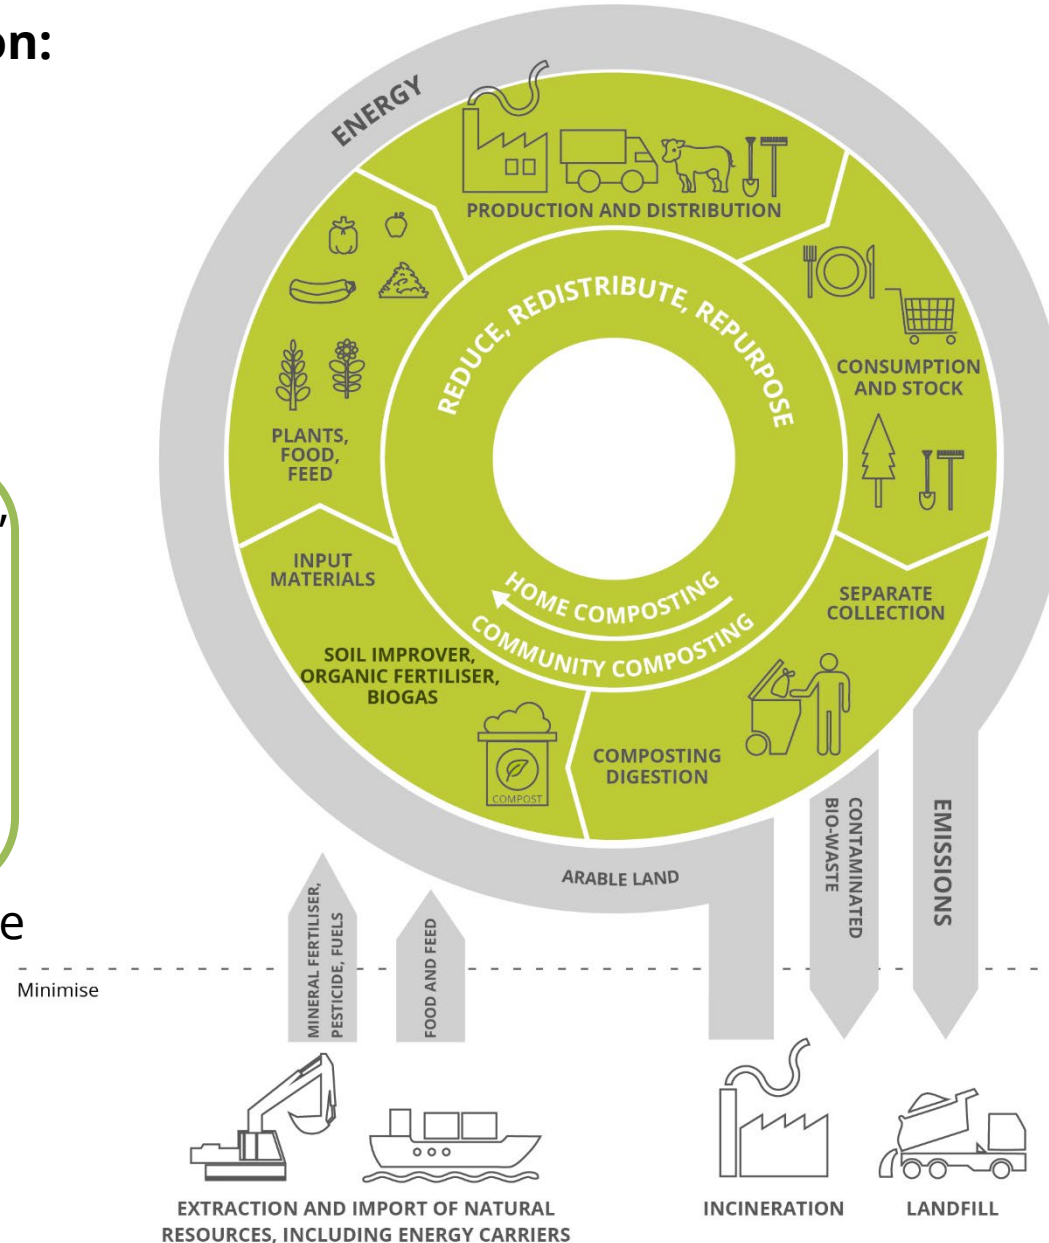 on:
ENERGY
PRODUCTION AND DISTRIBUTION
REDUCE, REDISTRIBUTE, REPURPOSE
CONSUMPTION
AND STOCK
PLANTS,
FOOD,
FEED
,
INPUT
MATERIALS
HOME COMPOSTING
COMMUNITY COMPOSTING
SEPARATE
COLLECTION
SOIL IMPROVER,
ORGANIC FERTILISER,
BIOGAS
COMPOST
COMPOSTING
DIGESTION
CONTAMINATED
BIO-WASTE
EMISSIONS
ARABLE LAND
e
MINERAL FERTILISER,
PESTICIDE, FUELS
FOOD AND FEED
Minimise
EXTRACTION AND IMPORT OF NATURAL
RESOURCES, INCLUDING ENERGY CARRIERS
INCINERATION
LANDFILL